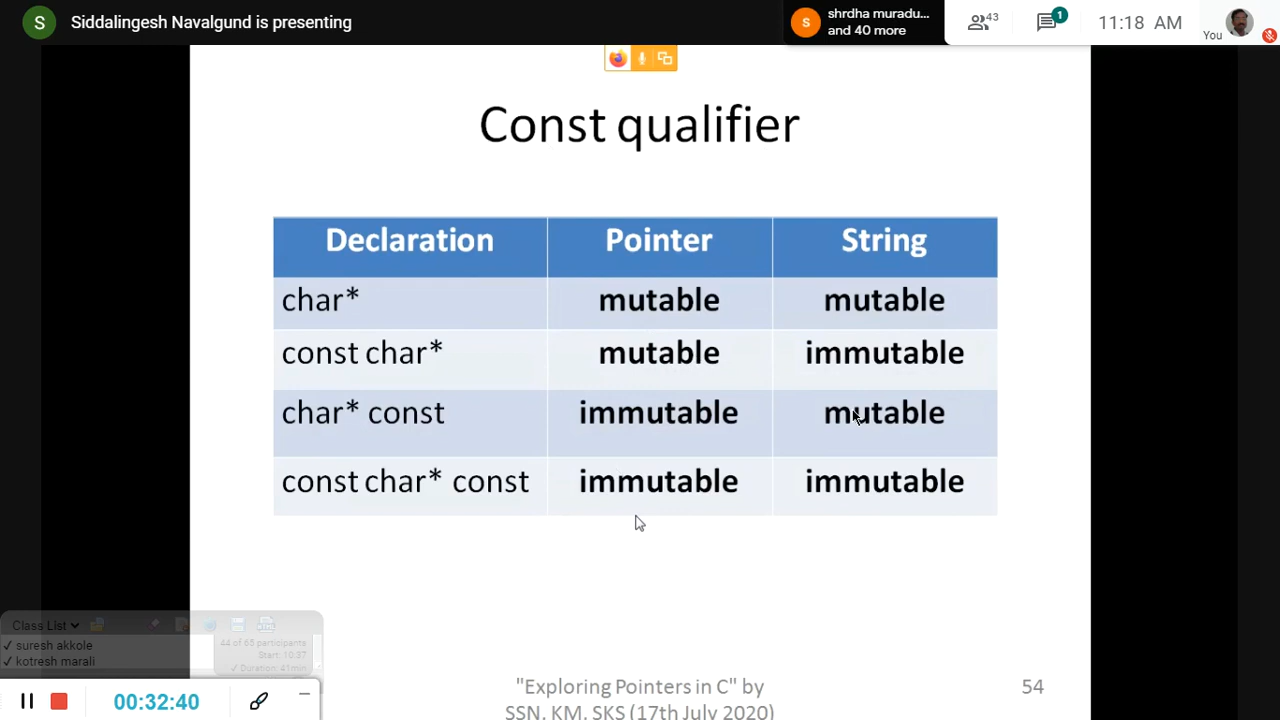 S Siddalingesh Navalgund is presenting
S shrdha muradu...
and 40 more
43
1
11:18 AM
You
Const qualifier
Declaration Pointer String
char* mutable mutable
const char* mutable immutable
char* const immutable mutable
const char* const immutable immutable
Class List
44 of 65 participants
✓ suresh akkole
Start: 10:37
✓ kotresh marali
✓ Duration: 41min
00:32:40
"Exploring Pointers in C" by
SSN, KM, SKS (17th July 2020)
54